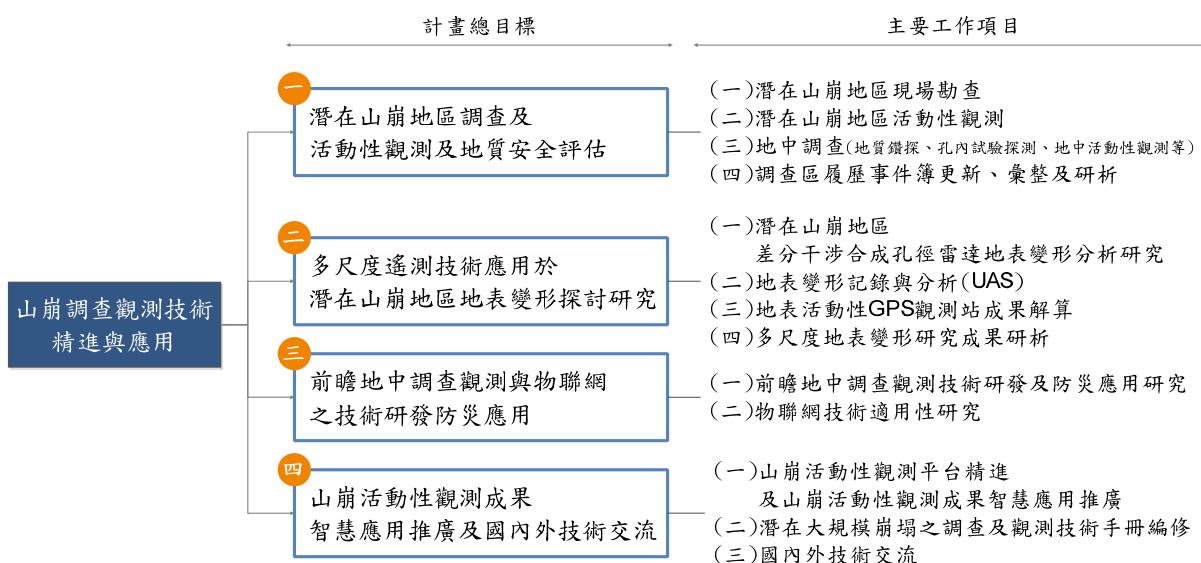 計畫總目標
主要工作項目
山崩調查觀測技術
精進與應用
一
潛在山崩地區調查及
活動性觀測及地質安全評估
(一)潛在山崩地區現場勘查
(二)潛在山崩地區活動性觀測
(三)地中調查(地質鑽探、孔內試驗探測、地中活動性觀測等)
(四)調查區履歷事件簿更新、彙整及研析
二
多尺度遙測技術應用於
潛在山崩地區地表變形探討研究
(一)潛在山崩地區
差分干涉合成孔徑雷達地表變形分析研究
(二)地表變形記錄與分析(UAS)
(三)地表活動性GPS觀測站成果解算
(四)多尺度地表變形研究成果研析
三
前瞻地中調查觀測與物聯網
之技術研發防災應用
(一)前瞻地中調查觀測技術研發及防災應用研究
(二)物聯網技術適用性研究
四
山崩活動性觀測成果
智慧應用推廣及國內外技術交流
(一)山崩活動性觀測平台精進
及山崩活動性觀測成果智慧應用推廣
(二)潛在大規模崩塌之調查及觀測技術手冊編修
(三)國內外技術交流